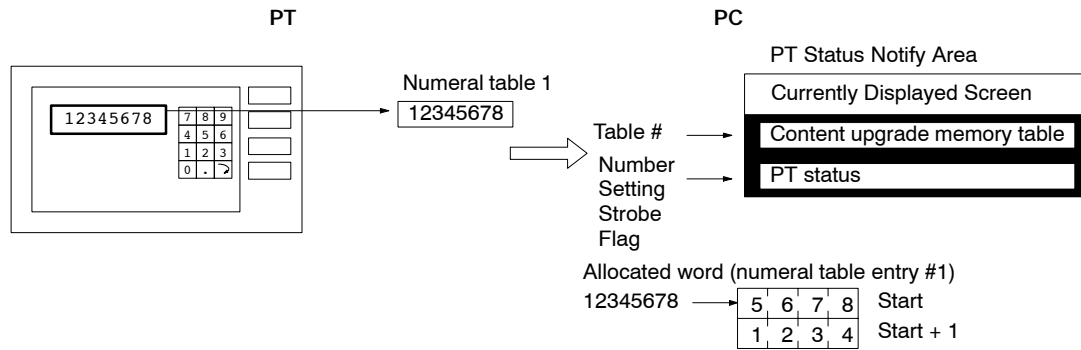 PT
PC
12345678
7 8 9
4 5 6
1 2 3
0 .
Numeral table 1
12345678
PT Status Notify Area
Currently Displayed Screen
Table #
Content upgrade memory table
Number
Setting
Strobe
Flag
PT status
Allocated word (numeral table entry #1)
12345678
5 6 7 8 Start
1 2 3 4 Start + 1